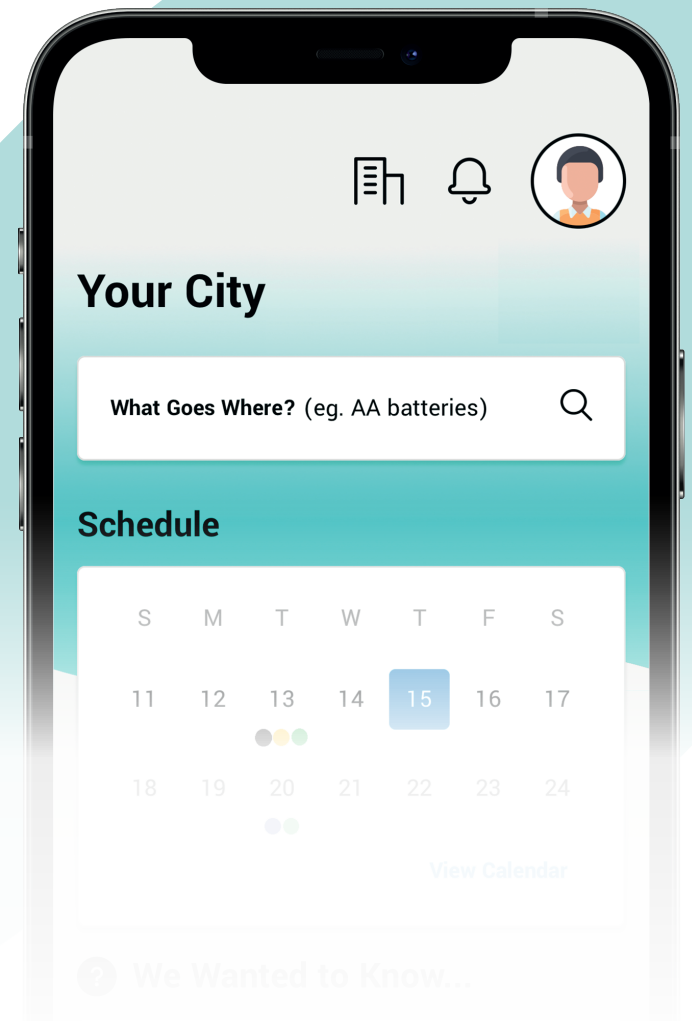 Your City
What Goes Where? (eg. AA batteries)
Schedule
S M T W T F S
11 12 13 14 15 16 17
18 19 20 21 22 23 24
View Calendar
? We Wanted to Know...